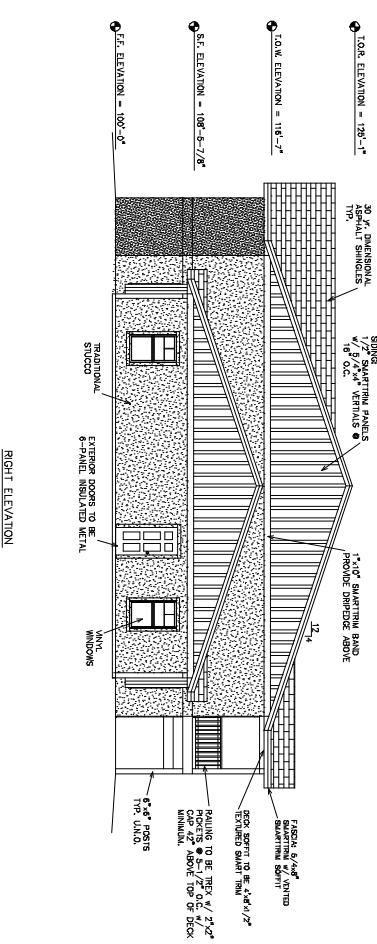 T.O.R. ELEVATION = 126'-1"
T.O.W. ELEVATION = 116'-7"
S.F. ELEVATION = 108'-5-7/8"
F.F. ELEVATION = 100'-0"
30 yr. DIMENSIONAL
ASPHALT SHINGLES
TYP.
SIDING:
1/2" SMARTTRIM PANELS
w/ 5/4"x4" VERTIALS @
16" O.C.
1"x10" SMARTTRIM BAND
PROVIDE DRIPEDGE ABOVE
12
FASCIA: 5/4x8"
SMARTTRIM w/ VENTED
SMARTTRIM SOFFIT
DECK SOFFIT TO BE 4'x8'x1/2"
TEXTURED SMART TRIM
RAILING TO BE TREX w/ 2"x2"
PICKETS @ 5-1/2" O.C. w/
CAP 42" ABOVE TOP OF DECK
MINIMUM.
6"x6" POSTS
TYP. U.N.O.
TRADITIONAL
STUCCO
EXTERIOR DOORS TO BE
6-PANEL INSULATED METAL
VINYL
WINDOWS
RIGHT ELEVATION